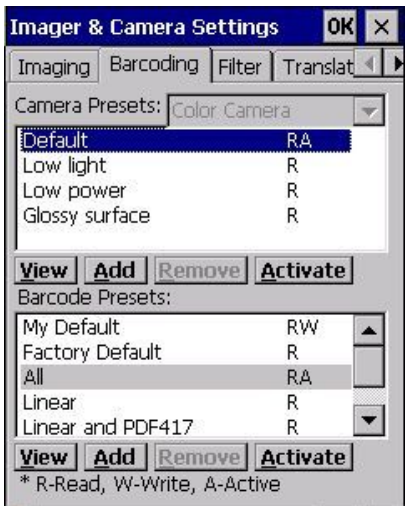 Imager & Camera Settings OK ×
Imaging Barcoding Filter Translat
Camera Presets: Color Camera
Default RA
Low light R
Low power R
Glossy surface R
View Add Remove Activate
Barcode Presets:
My Default RW
Factory Default R
All RA
Linear R
Linear and PDF417 R
View Add Remove Activate
* R-Read, W-Write, A-Active